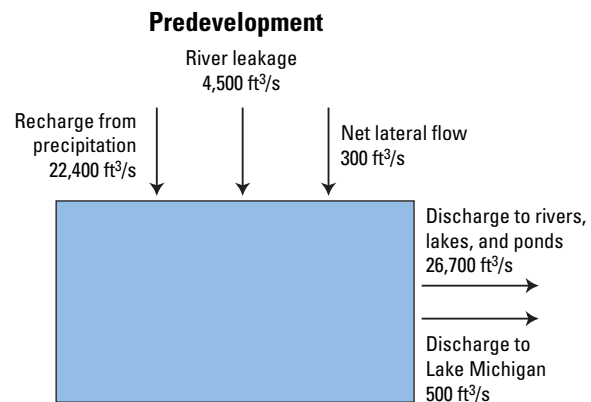 Predevelopment
River leakage
4,500 ft³/s
Recharge from
precipitation
22,400 ft³/s
Net lateral flow
300 ft³/s
Discharge to rivers,
lakes, and ponds
26,700 ft³/s
Discharge to
Lake Michigan
500 ft³/s